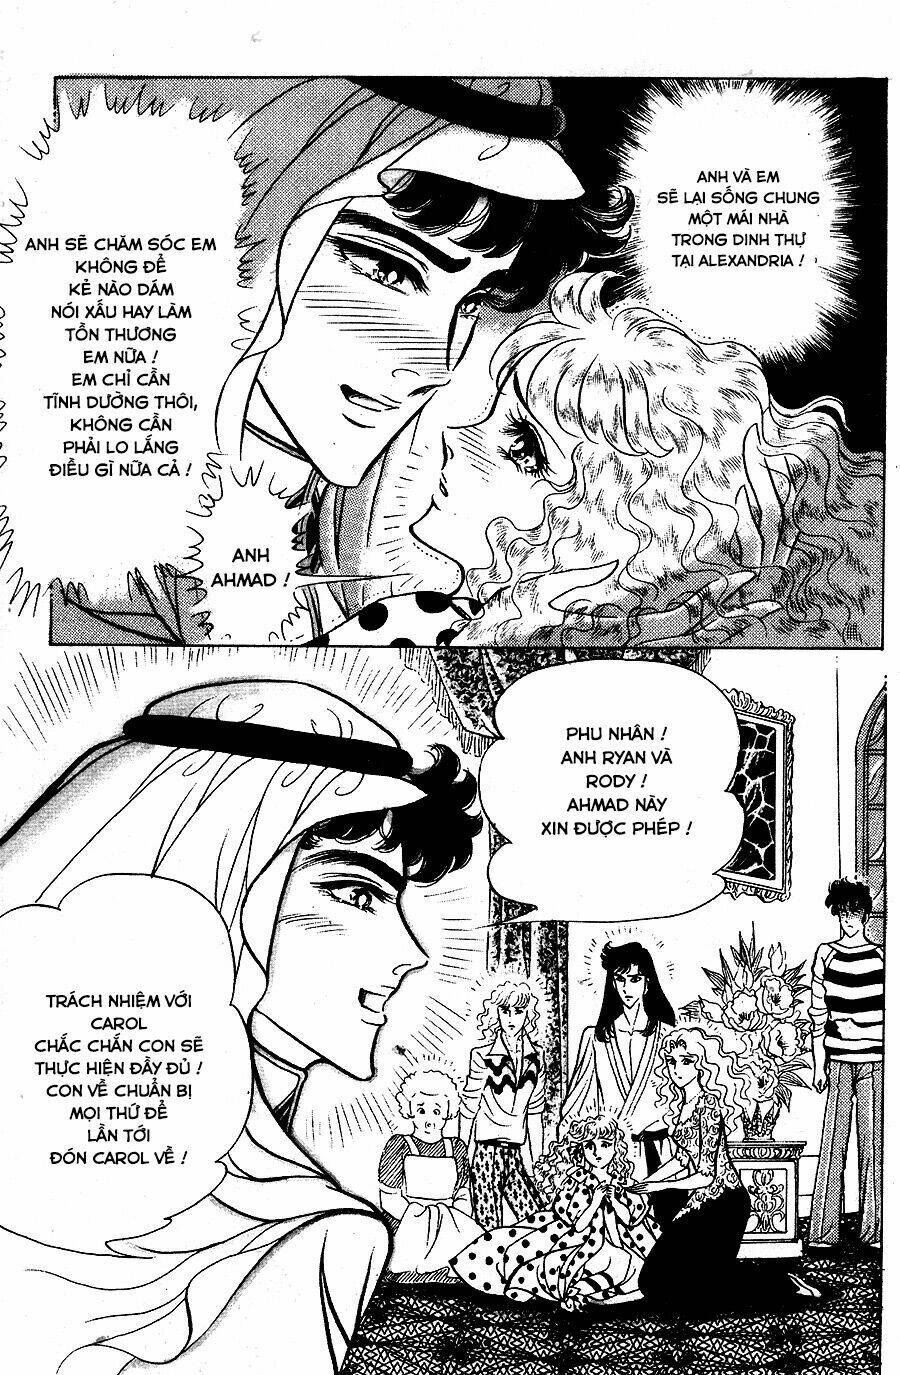 ANH VÀ EM
SẼ LẠI SỐNG CHUNG
MỘT MÁI NHÀ
TRONG DINH THỰ
TẠI ALEXANDRIA !
ANH SẼ CHĂM SÓC EM
KHÔNG ĐỂ
KẺ NÀO DÁM
NÓI XẤU HAY LÀM
TỔN THƯƠNG
EM NỮA !
EM CHỈ CẦN
TĨNH DƯỠNG THÔI,
KHÔNG CẦN
PHẢI LO LẮNG
ĐIỀU GÌ NỮA CẢ !
ANH
AHMAD !
PHU NHÂN !
ANH RYAN VÀ
RODY !
AHMAD NÀY
XIN ĐƯỢC PHÉP !
TRÁCH NHIỆM VỚI
CAROL
CHẮC CHẮN CON SẼ
THỰC HIỆN ĐẦY ĐỦ !
CON VỀ CHUẨN BỊ
MỌI THỨ ĐỂ
LẦN TỚI
ĐÓN CAROL VỀ !